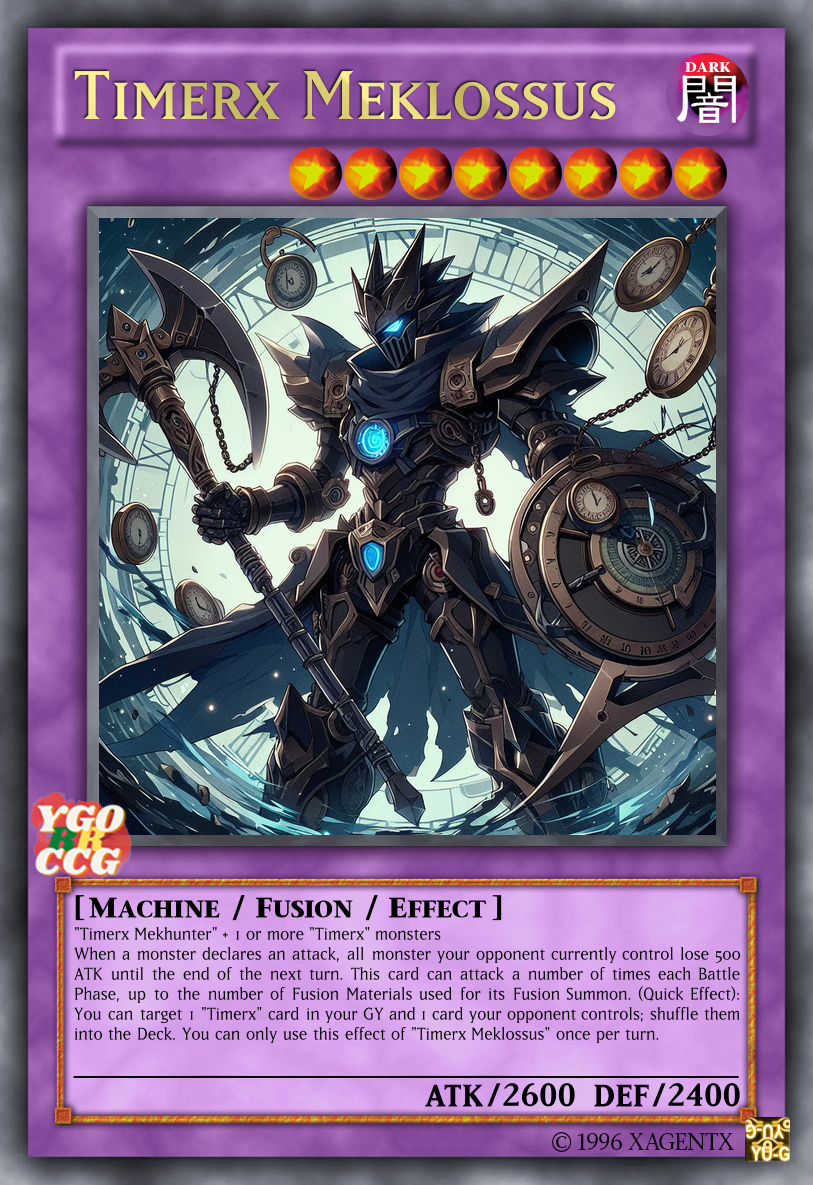 TIMERX MEKLOSSUS
DARK
闇
YGO
RR
CCG
[ MACHINE / FUSION / EFFECT ]
"Timerx Mekhunter" + 1 or more "Timerx" monsters
When a monster declares an attack, all monster your opponent currently control lose 500
ATK until the end of the next turn. This card can attack a number of times each Battle
Phase, up to the number of Fusion Materials used for its Fusion Summon. (Quick Effect):
You can target 1 "Timerx" card in your GY and 1 card your opponent controls; shuffle them
into the Deck. You can only use this effect of "Timerx Meklossus" once per turn.
ATK/2600 DEF/2400
© 1996 XAGENTX